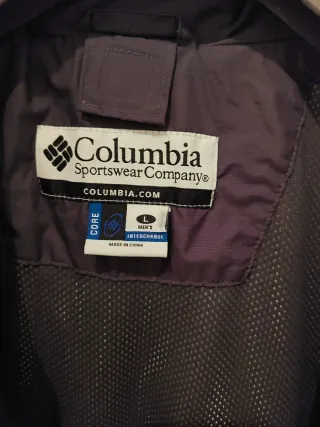 Columbia
Sportswear Company®
COLUMBIA.COM
CORE
L
MEN'S
INTERCHANGE
MADE IN CHINA